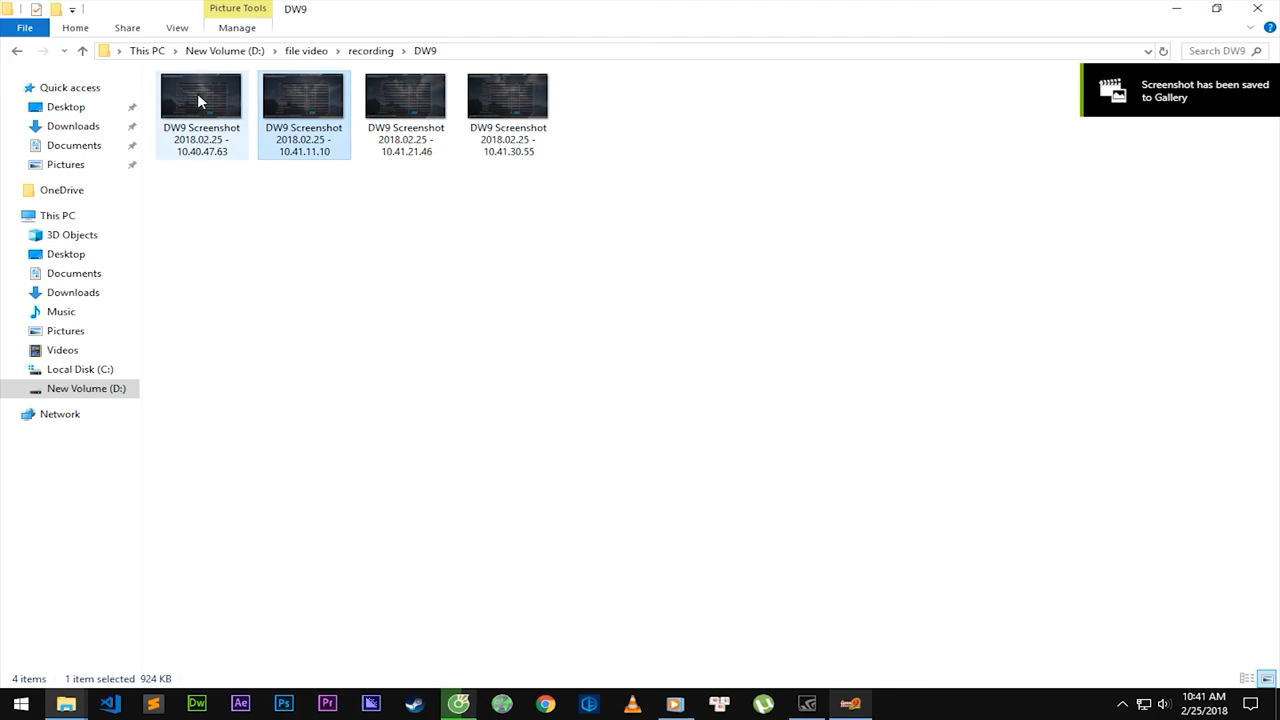 Picture Tools
DW9
File
Home
Share
View
Manage
This PC
New Volume (D:)
file video
recording
DW9
Search DW9
Screenshot has been saved
to Gallery
Quick access
Desktop
Downloads
Documents
Pictures
OneDrive
This PC
3D Objects
Desktop
Documents
Downloads
Music
Pictures
Videos
Local Disk (C:)
New Volume (D:)
Network
DW9 Screenshot
2018.02.25 -
10.40.47.63
DW9 Screenshot
2018.02.25 -
10.41.11.10
DW9 Screenshot
2018.02.25 -
10.41.21.46
DW9 Screenshot
2018.02.25 -
10.41.30.55
4 items
1 item selected 924 KB
Dw
Ae
Ps
Pr
10:41 AM
2/25/2018